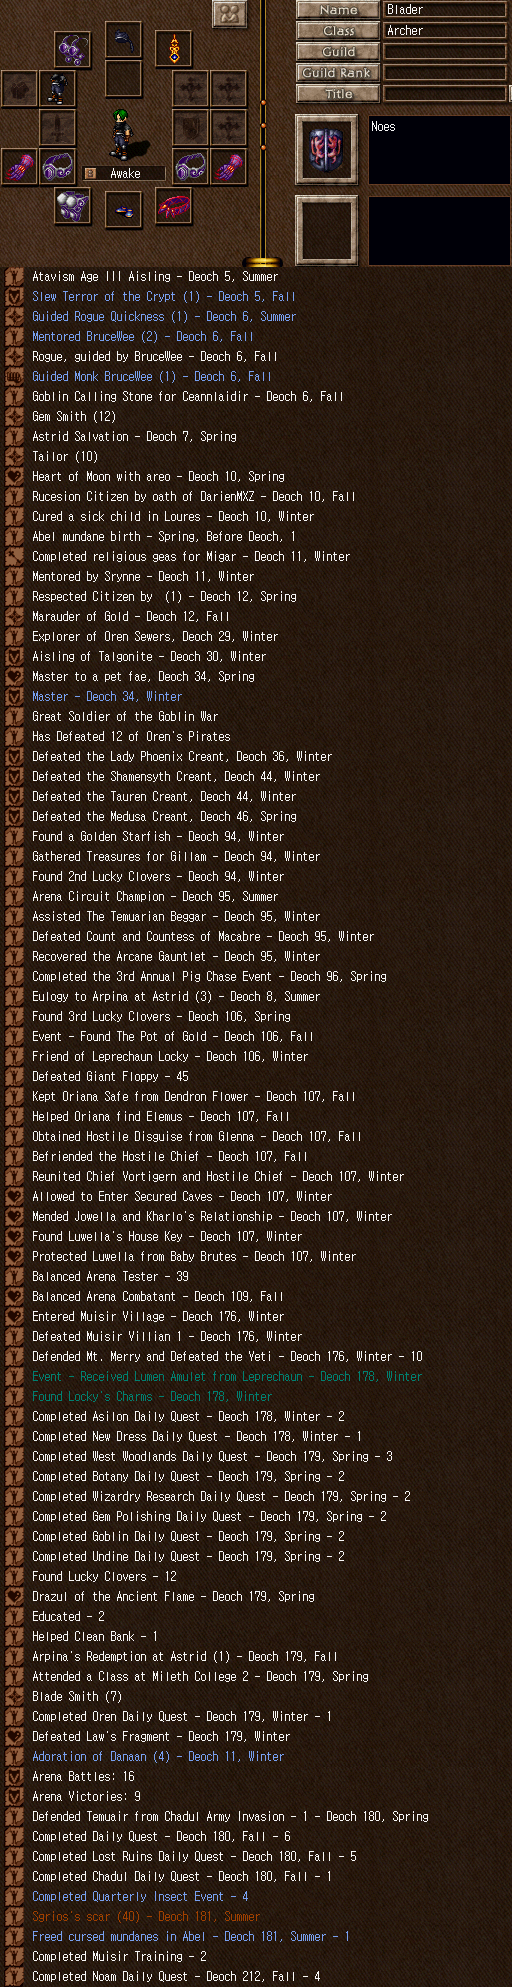 Name Blader
Class Archer
Guild
Guild Rank
Title
Noes
Awake
Atavism Age III Aisling - Deoch 5, Summer
Slew Terror of the Crypt (1) - Deoch 5, Fall
Guided Rogue Quickness (1) - Deoch 6, Summer
Mentored BruceWee (2) - Deoch 6, Fall
Rogue, guided by BruceWee - Deoch 6, Fall
Guided Monk BruceWee (1) - Deoch 6, Fall
Goblin Calling Stone for Ceannlaidir - Deoch 6, Fall
Gem Smith (12)
Astrid Salvation - Deoch 7, Spring
Tailor (10)
Heart of Moon with areo - Deoch 10, Spring
Rucesion Citizen by oath of DarienMXZ - Deoch 10, Fall
Cured a sick child in Loures - Deoch 10, Winter
Abel mundane birth - Spring, Before Deoch, 1
Completed religious geas for Migar - Deoch 11, Winter
Mentored by Srynne - Deoch 11, Winter
Respected Citizen by  (1) - Deoch 12, Spring
Marauder of Gold - Deoch 12, Fall
Explorer of Oren Sewers, Deoch 29, Winter
Aisling of Talgonite - Deoch 30, Winter
Master to a pet fae, Deoch 34, Spring
Master - Deoch 34, Winter
Great Soldier of the Goblin War
Has Defeated 12 of Oren's Pirates
Defeated the Lady Phoenix Creant, Deoch 36, Winter
Defeated the Shamensyth Creant, Deoch 44, Winter
Defeated the Tauren Creant, Deoch 44, Winter
Defeated the Medusa Creant, Deoch 46, Spring
Found a Golden Starfish - Deoch 94, Winter
Gathered Treasures for Gillam - Deoch 94, Winter
Found 2nd Lucky Clovers - Deoch 94, Winter
Arena Circuit Champion - Deoch 95, Summer
Assisted The Temuarian Beggar - Deoch 95, Winter
Defeated Count and Countess of Macabre - Deoch 95, Winter
Recovered the Arcane Gauntlet - Deoch 95, Winter
Completed the 3rd Annual Pig Chase Event - Deoch 96, Spring
Eulogy to Arpina at Astrid (3) - Deoch 8, Summer
Found 3rd Lucky Clovers - Deoch 106, Spring
Event - Found The Pot of Gold - Deoch 106, Fall
Friend of Leprechaun Locky - Deoch 106, Winter
Defeated Giant Floppy - 45
Kept Oriana Safe from Dendron Flower - Deoch 107, Fall
Helped Oriana find Elemus - Deoch 107, Fall
Obtained Hostile Disguise from Glenna - Deoch 107, Fall
Befriended the Hostile Chief - Deoch 107, Fall
Reunited Chief Vortigern and Hostile Chief - Deoch 107, Winter
Allowed to Enter Secured Caves - Deoch 107, Winter
Mended Jowella and Kharlo's Relationship - Deoch 107, Winter
Found Luwella's House Key - Deoch 107, Winter
Protected Luwella from Baby Brutes - Deoch 107, Winter
Balanced Arena Tester - 39
Balanced Arena Combatant - Deoch 109, Fall
Entered Muisir Village - Deoch 176, Winter
Defeated Muisir Villian 1 - Deoch 176, Winter
Defended Mt. Merry and Defeated the Yeti - Deoch 176, Winter - 10
Event - Received Lumen Amulet from Leprechaun - Deoch 178, Winter
Found Locky's Charms - Deoch 178, Winter
Completed Asilon Daily Quest - Deoch 178, Winter - 2
Completed New Dress Daily Quest - Deoch 178, Winter - 1
Completed West Woodlands Daily Quest - Deoch 179, Spring - 3
Completed Botany Daily Quest - Deoch 179, Spring - 2
Completed Wizardry Research Daily Quest - Deoch 179, Spring - 2
Completed Gem Polishing Daily Quest - Deoch 179, Spring - 2
Completed Goblin Daily Quest - Deoch 179, Spring - 2
Completed Undine Daily Quest - Deoch 179, Spring - 2
Found Lucky Clovers - 12
Drazul of the Ancient Flame - Deoch 179, Spring
Educated - 2
Helped Clean Bank - 1
Arpina's Redemption at Astrid (1) - Deoch 179, Fall
Attended a Class at Mileth College 2 - Deoch 179, Spring
Blade Smith (7)
Completed Oren Daily Quest - Deoch 179, Winter - 1
Defeated Law's Fragment - Deoch 179, Winter
Adoration of Danaan (4) - Deoch 11, Winter
Arena Battles: 16
Arena Victories: 9
Defended Temuair from Chadul Army Invasion - 1 - Deoch 180, Spring
Completed Daily Quest - Deoch 180, Fall - 6
Completed Lost Ruins Daily Quest - Deoch 180, Fall - 5
Completed Chadul Daily Quest - Deoch 180, Fall - 1
Completed Quarterly Insect Event - 4
Sgrios's scar (40) - Deoch 181, Summer
Freed cursed mundanes in Abel - Deoch 181, Summer - 1
Completed Muisir Training - 2
Completed Noam Daily Quest - Deoch 212, Fall - 4